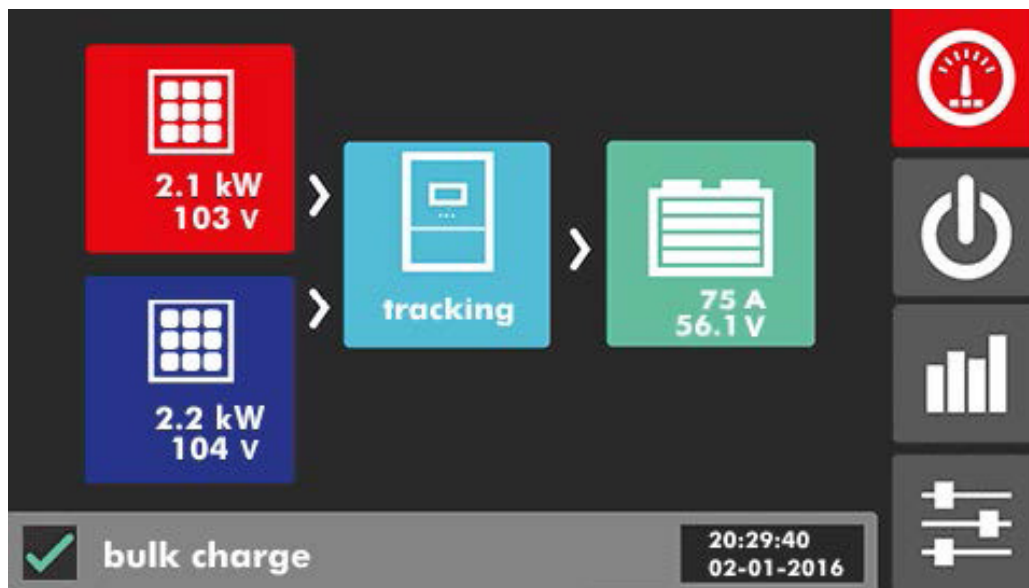 2.1 kW
103 V
2.2 kW
104 V
tracking
75 A
56.1 V
bulk charge
20:29:40
02-01-2016